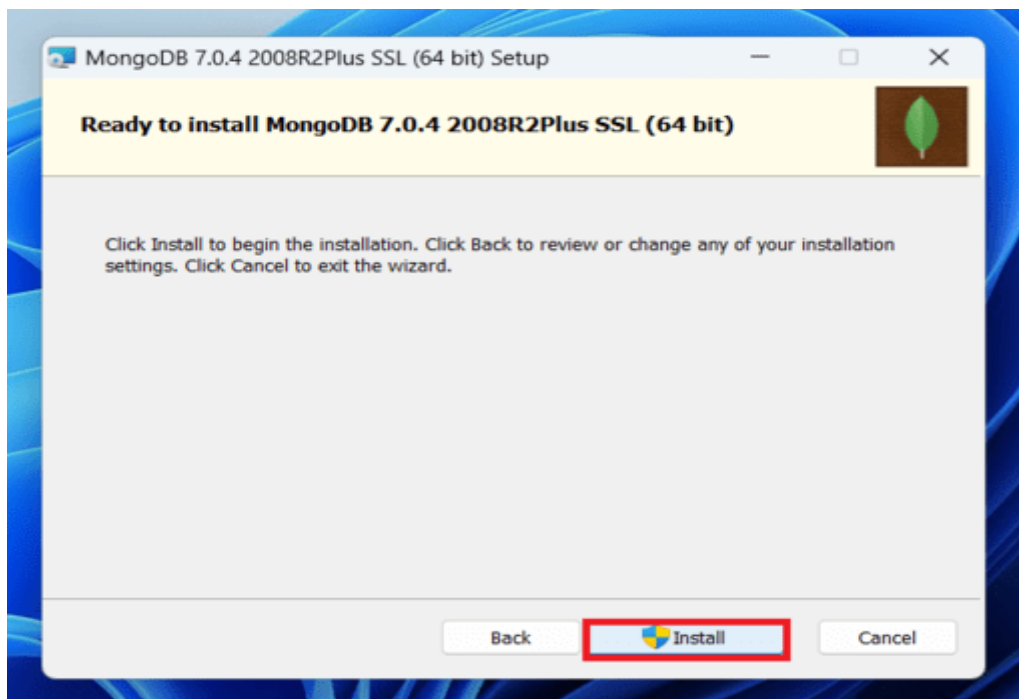 MongoDB 7.0.4 2008R2Plus SSL (64 bit) Setup
Ready to install MongoDB 7.0.4 2008R2Plus SSL (64 bit)
Click Install to begin the installation. Click Back to review or change any of your installation
settings. Click Cancel to exit the wizard.
Back
Install
Cancel